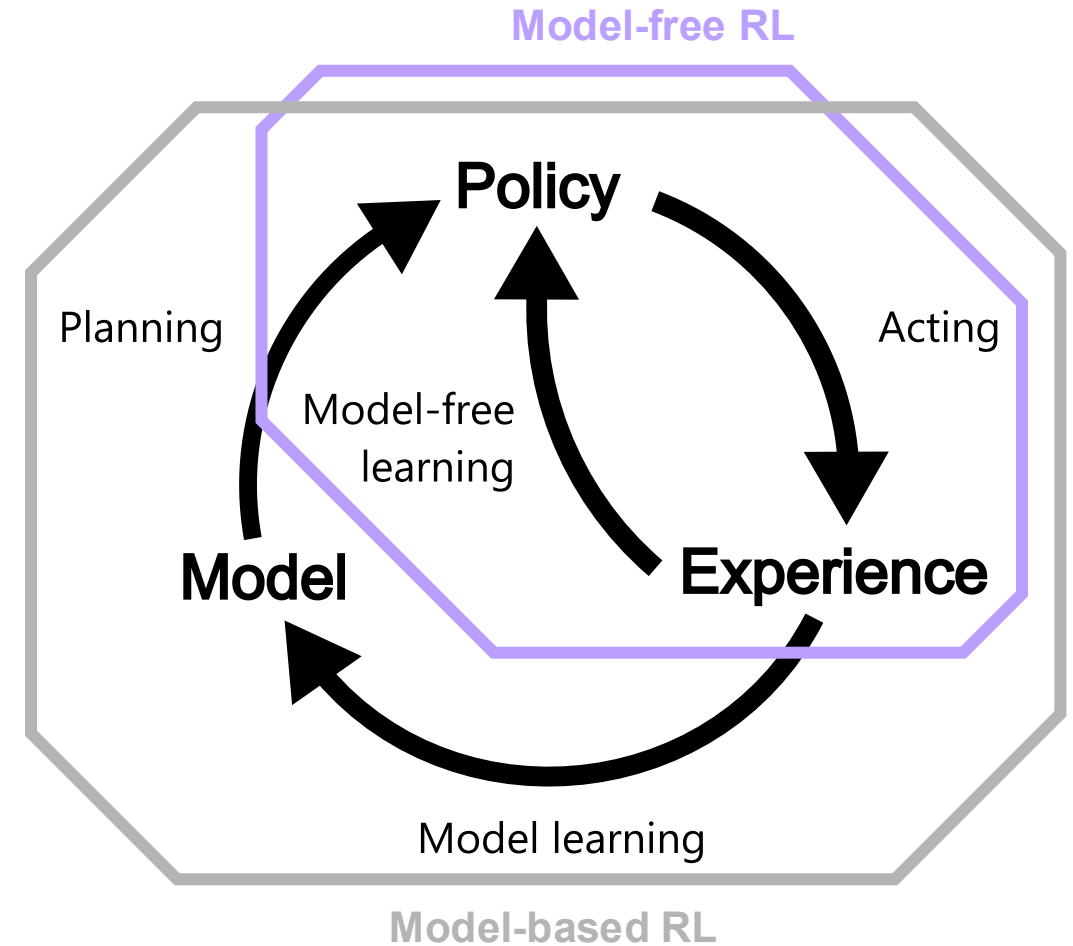 Model-free RL
Policy
Planning
Acting
Model-free
learning
Model
Experience
Model learning
Model-based RL